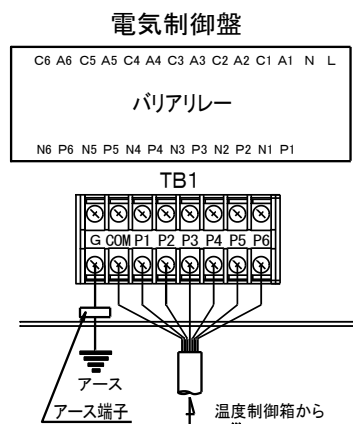 電気制御盤
C6 A6 C5 A5 C4 A4 C3 A3 C2 A2 C1 A1 N L
バリアリレー
N6 P6 N5 P5 N4 P4 N3 P3 N2 P2 N1 P1
TB1
G COM P1 P2 P3 P4 P5 P6
アース
アース端子
温度制御箱から